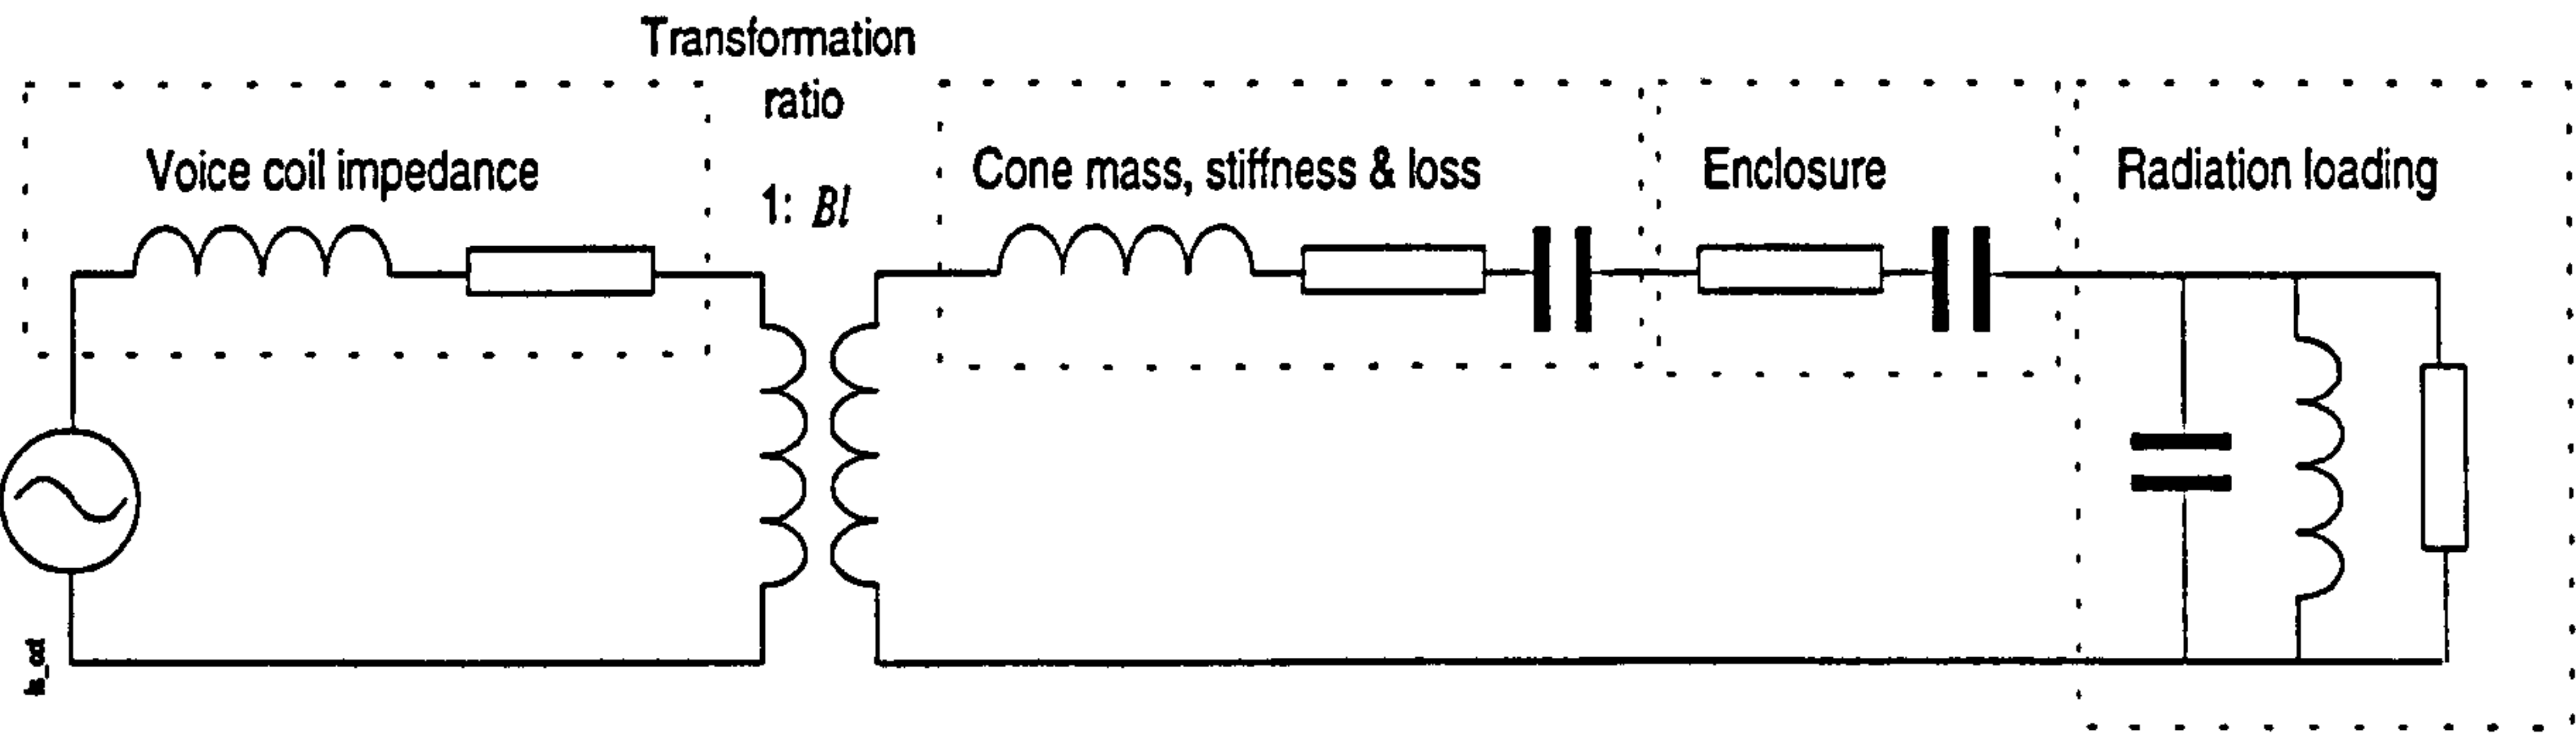 Transformation
ratio
1: Bl
Voice coil impedance
Cone mass, stiffness & loss
Enclosure
Radiation loading